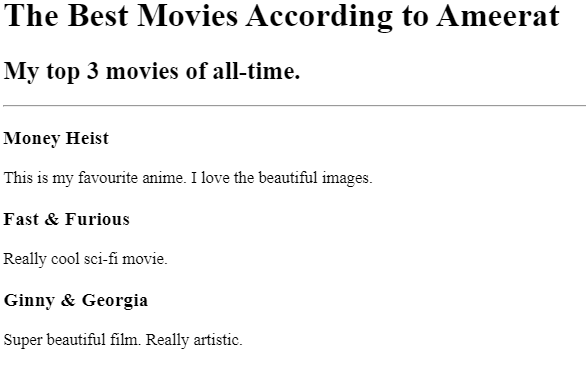 The Best Movies According to Ameerat
My top 3 movies of all-time.
Money Heist
This is my favourite anime. I love the beautiful images.
Fast & Furious
Really cool sci-fi movie.
Ginny & Georgia
Super beautiful film. Really artistic.